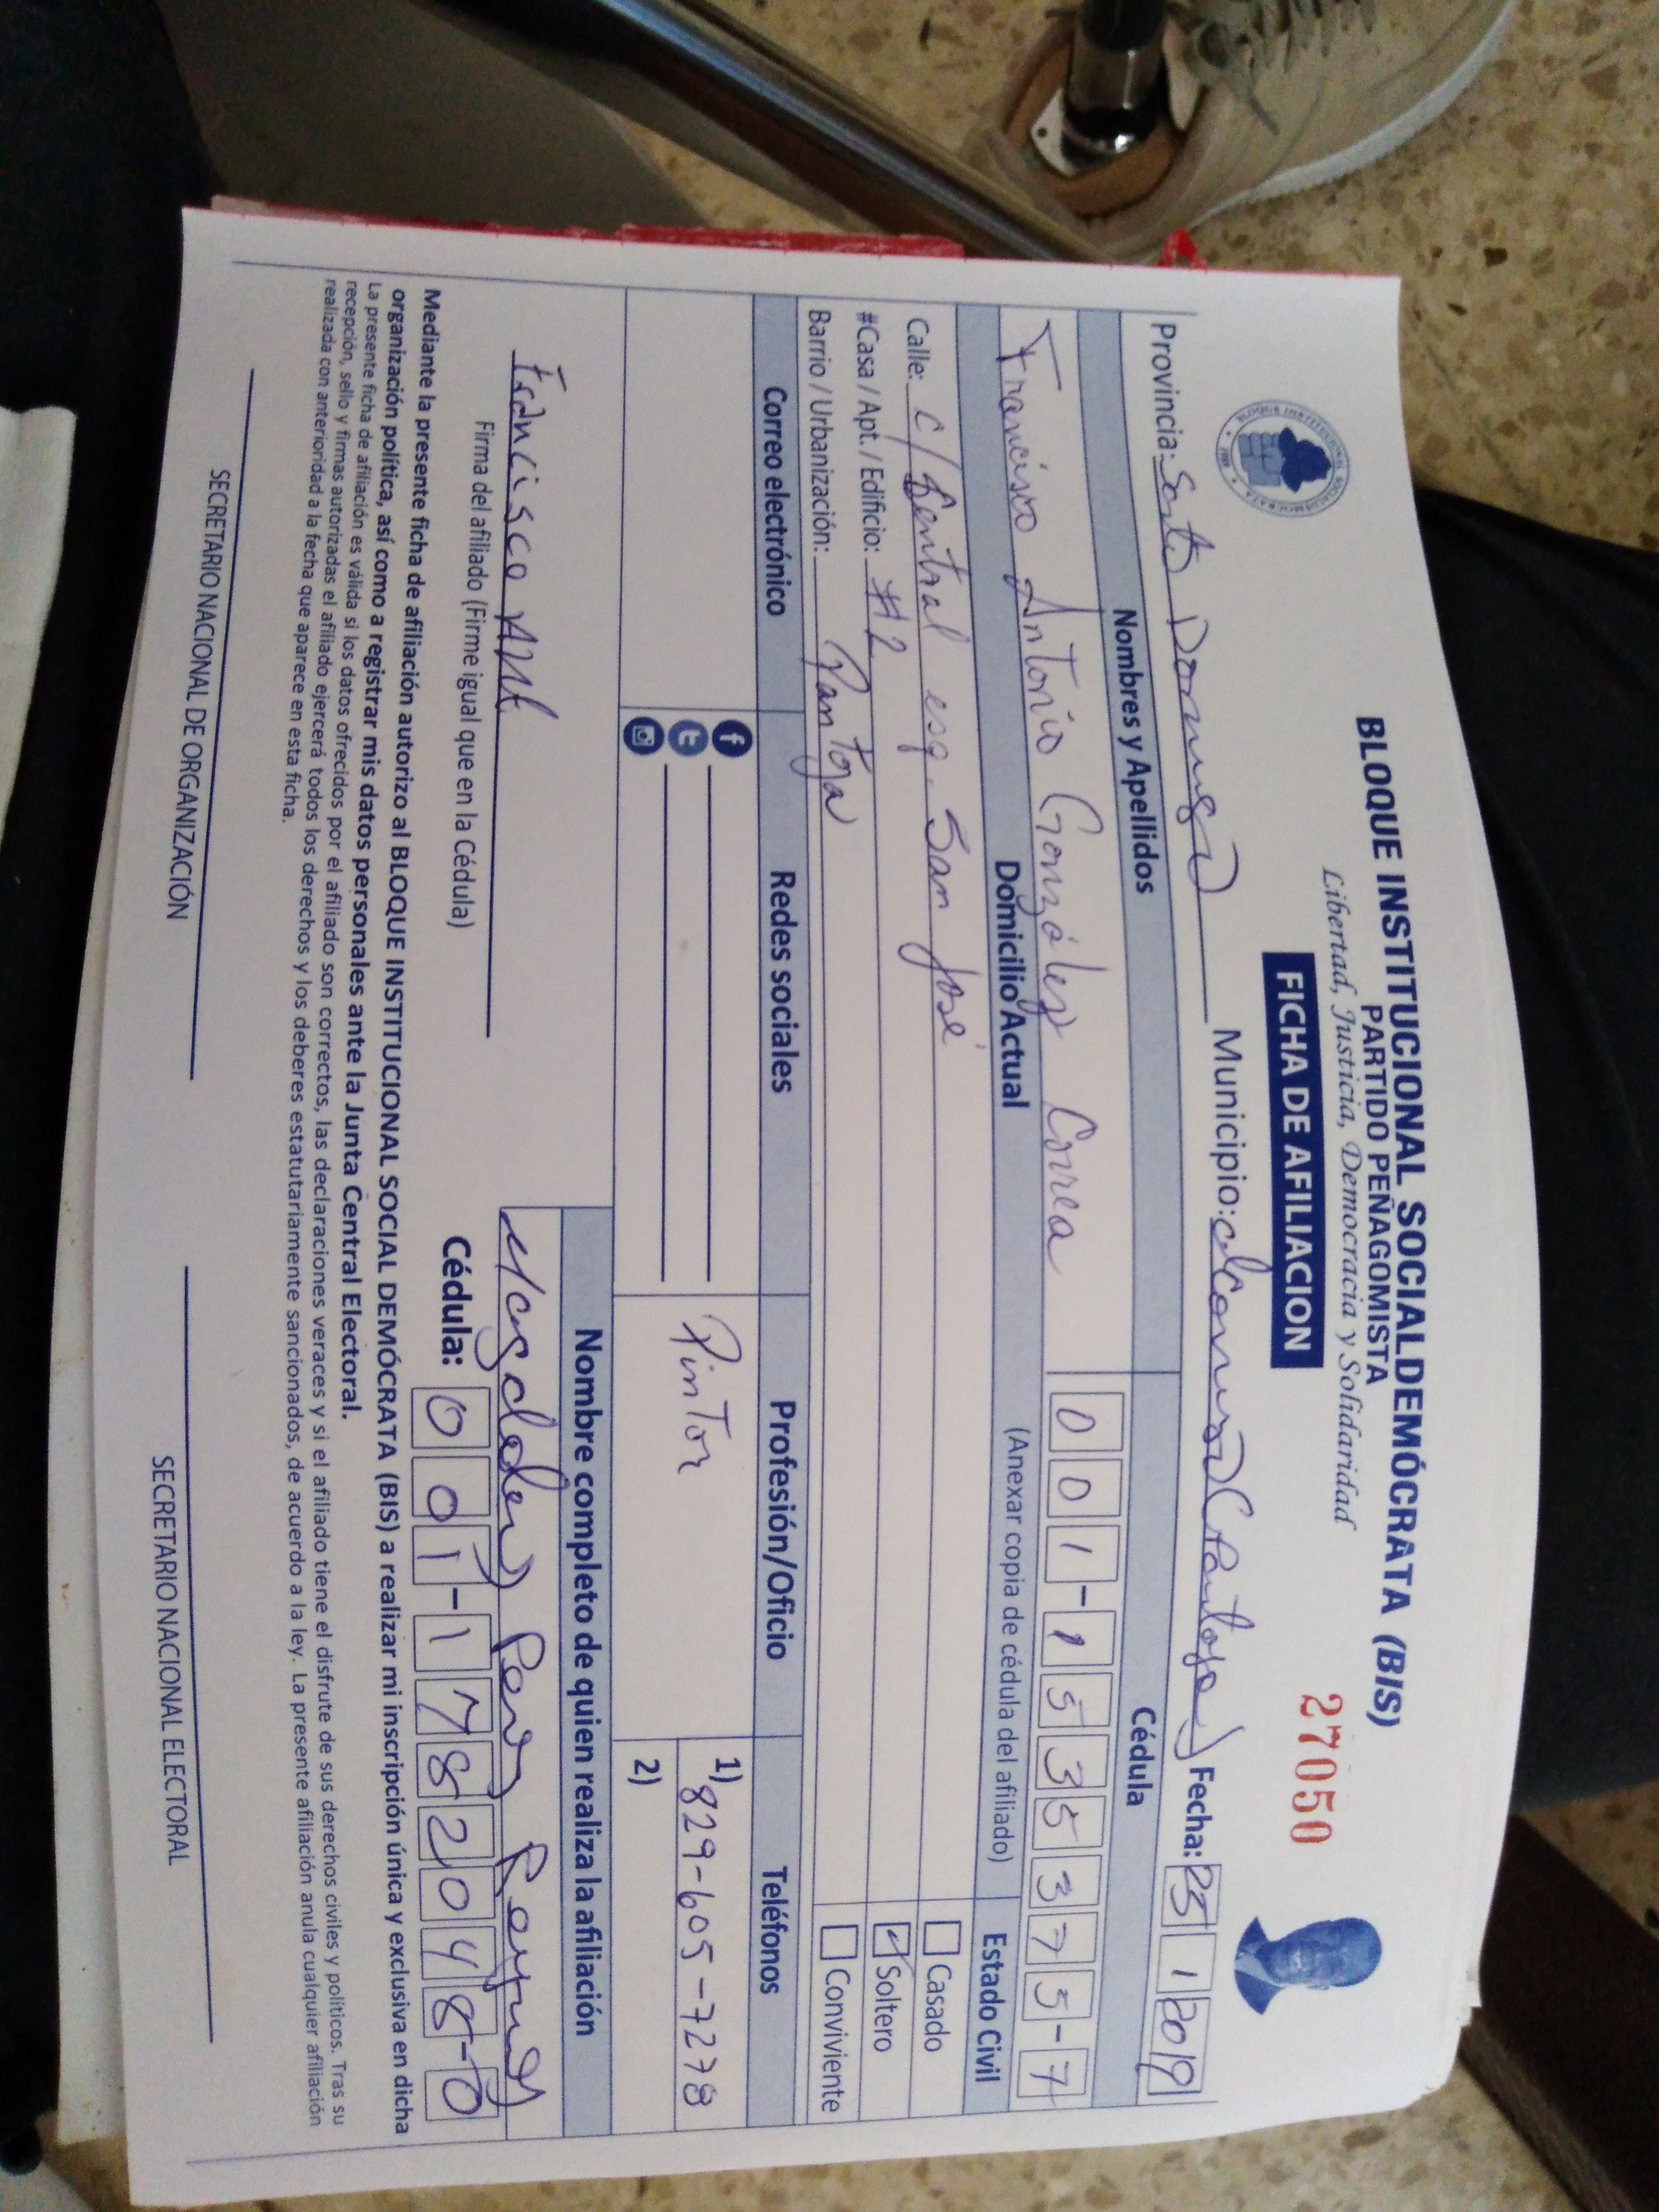 BLOQUE INSTITUCIONAL SOCIALDEMÓCRATA (BIS)
PARTIDO PEÑAGOMISTA
Libertad, Justicia, Democracia y Solidaridad
FICHA DE AFILIACION
27050
Provincia: Santo Domingo Municipio: (Pantoja) Fecha: 25 1 2019
Nombres y Apellidos Cédula
Francisco Antonio González Correa 001-1535375-7
Domicilio Actual (Anexar copia de cédula del afiliado) Estado Civil
Calle: C/ Central esq. San José Casado
#Casa / Apt. / Edificio: #2 Soltero
Barrio / Urbanización: Pantoja Conviviente
Correo electrónico Redes sociales Profesión/Oficio Teléfonos
Pintor 1) 829-605-7278
2)
Nombre completo de quien realiza la afiliación
Francisco Ant
Firma del afiliado (Firme igual que en la Cédula) Cédula: 001-1782048-0
Mediante la presente ficha de afiliación autorizo al BLOQUE INSTITUCIONAL SOCIAL DEMÓCRATA (BIS) a realizar mi inscripción única y exclusiva en dicha
organización política, así como a registrar mis datos personales ante la Junta Central Electoral.
La presente ficha de afiliación es válida si los datos ofrecidos por el afiliado son correctos, las declaraciones veraces y si el afiliado tiene el disfrute de sus derechos civiles y políticos. Tras su
recepción, sello y firmas autorizadas el afiliado ejercerá todos los derechos y los deberes estatutariamente sancionados, de acuerdo a la ley. La presente afiliación anula cualquier afiliación
realizada con anterioridad a la fecha que aparece en esta ficha.
SECRETARIO NACIONAL DE ORGANIZACIÓN SECRETARIO NACIONAL ELECTORAL